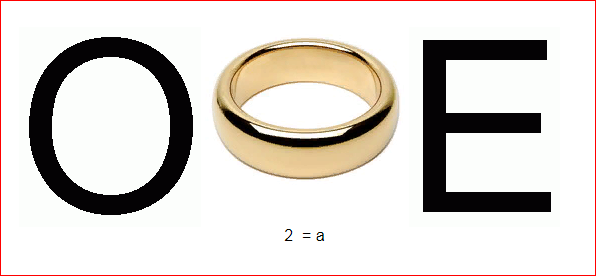 O E
2 = a